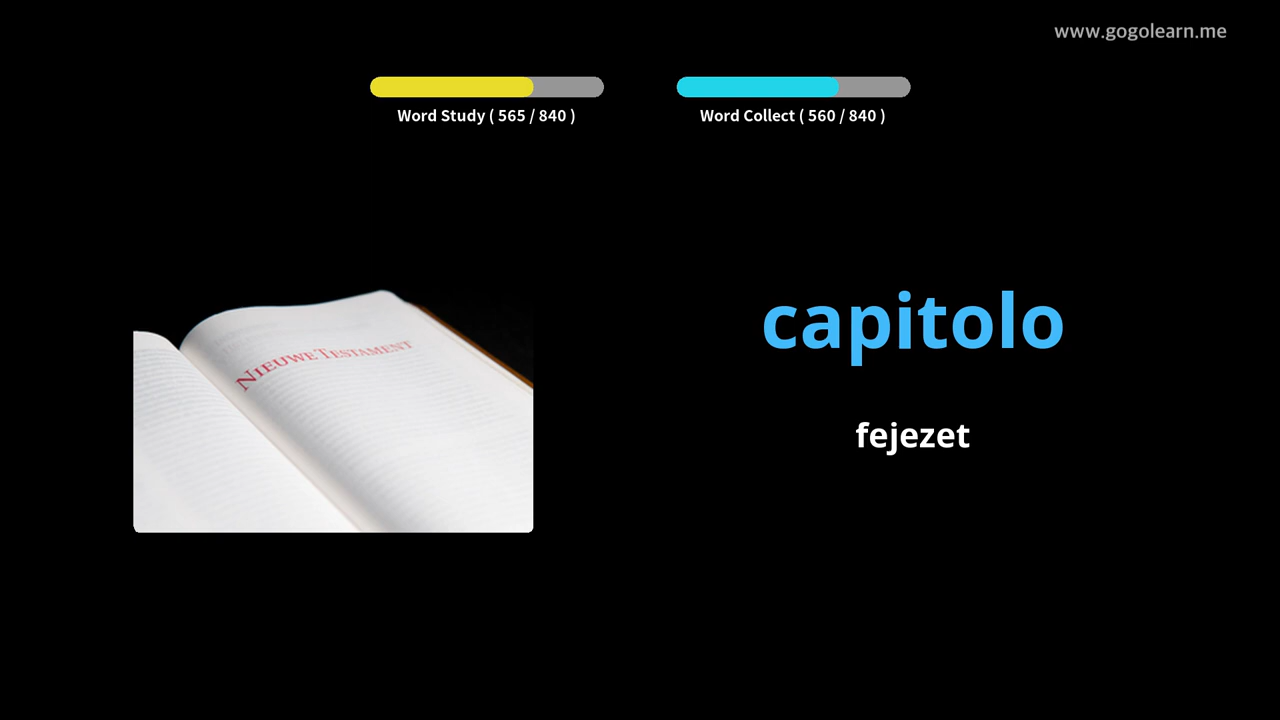 www.gogolearn.me
Word Study ( 565 / 840 )
Word Collect ( 560 / 840 )
NIEUWE TESTAMENT
capitolo
fejezet